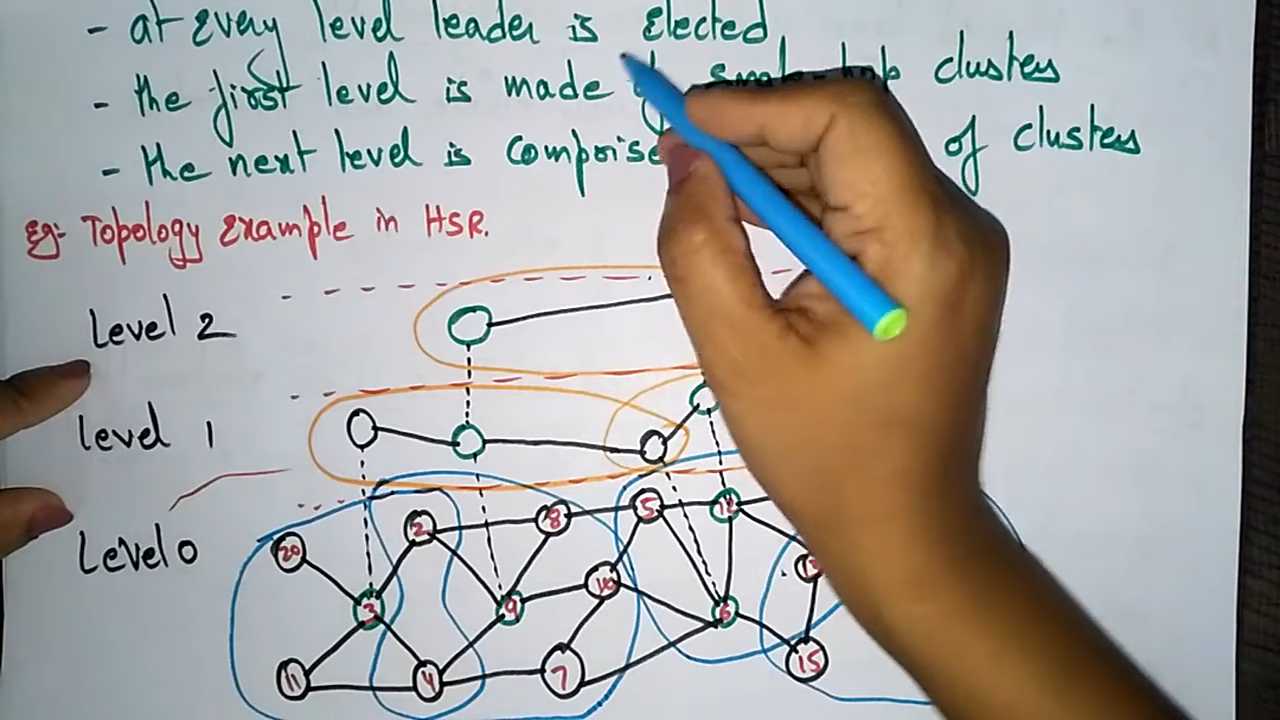 - at every level leader is Elected
- the first level is made of clusters
- the next level is comprise of clusters
Eg- Topology Example in HSR.
Level 2
Level 1
Level 0
2 8 5
20
10
3 9 6
11 4 7 15